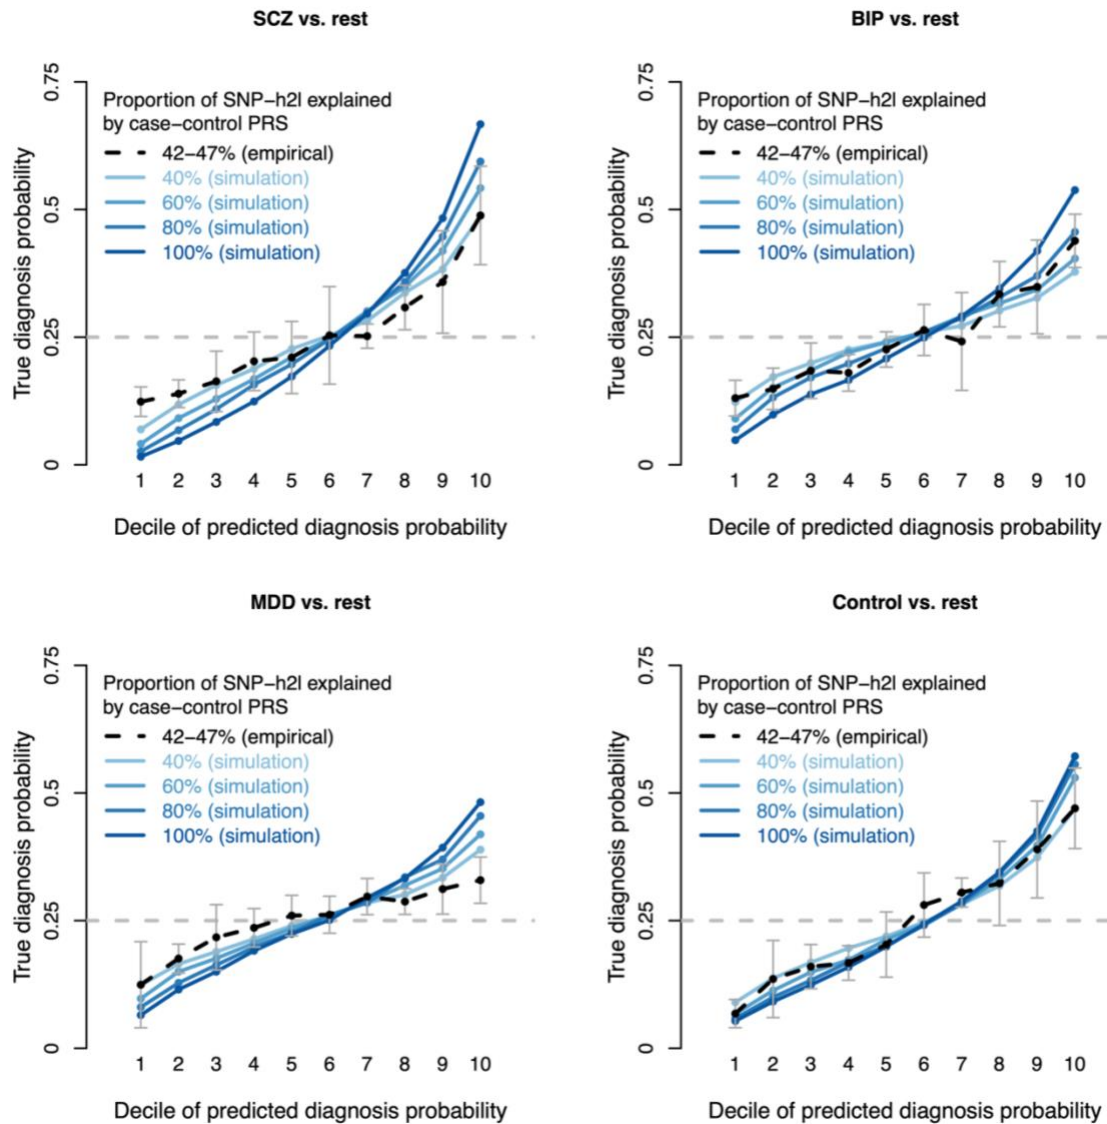 SCZ vs. rest
0.75
0.5
0.25
0
True diagnosis probability
Proportion of SNP−h2l explained
by case−control PRS
42−47% (empirical)
40% (simulation)
60% (simulation)
80% (simulation)
100% (simulation)
1 2 3 4 5 6 7 8 9 10
Decile of predicted diagnosis probability
BIP vs. rest
0.75
0.5
0.25
0
True diagnosis probability
Proportion of SNP−h2l explained
by case−control PRS
42−47% (empirical)
40% (simulation)
60% (simulation)
80% (simulation)
100% (simulation)
1 2 3 4 5 6 7 8 9 10
Decile of predicted diagnosis probability
MDD vs. rest
0.75
0.5
0.25
0
True diagnosis probability
Proportion of SNP−h2l explained
by case−control PRS
42−47% (empirical)
40% (simulation)
60% (simulation)
80% (simulation)
100% (simulation)
1 2 3 4 5 6 7 8 9 10
Decile of predicted diagnosis probability
Control vs. rest
0.75
0.5
0.25
0
True diagnosis probability
Proportion of SNP−h2l explained
by case−control PRS
42−47% (empirical)
40% (simulation)
60% (simulation)
80% (simulation)
100% (simulation)
1 2 3 4 5 6 7 8 9 10
Decile of predicted diagnosis probability